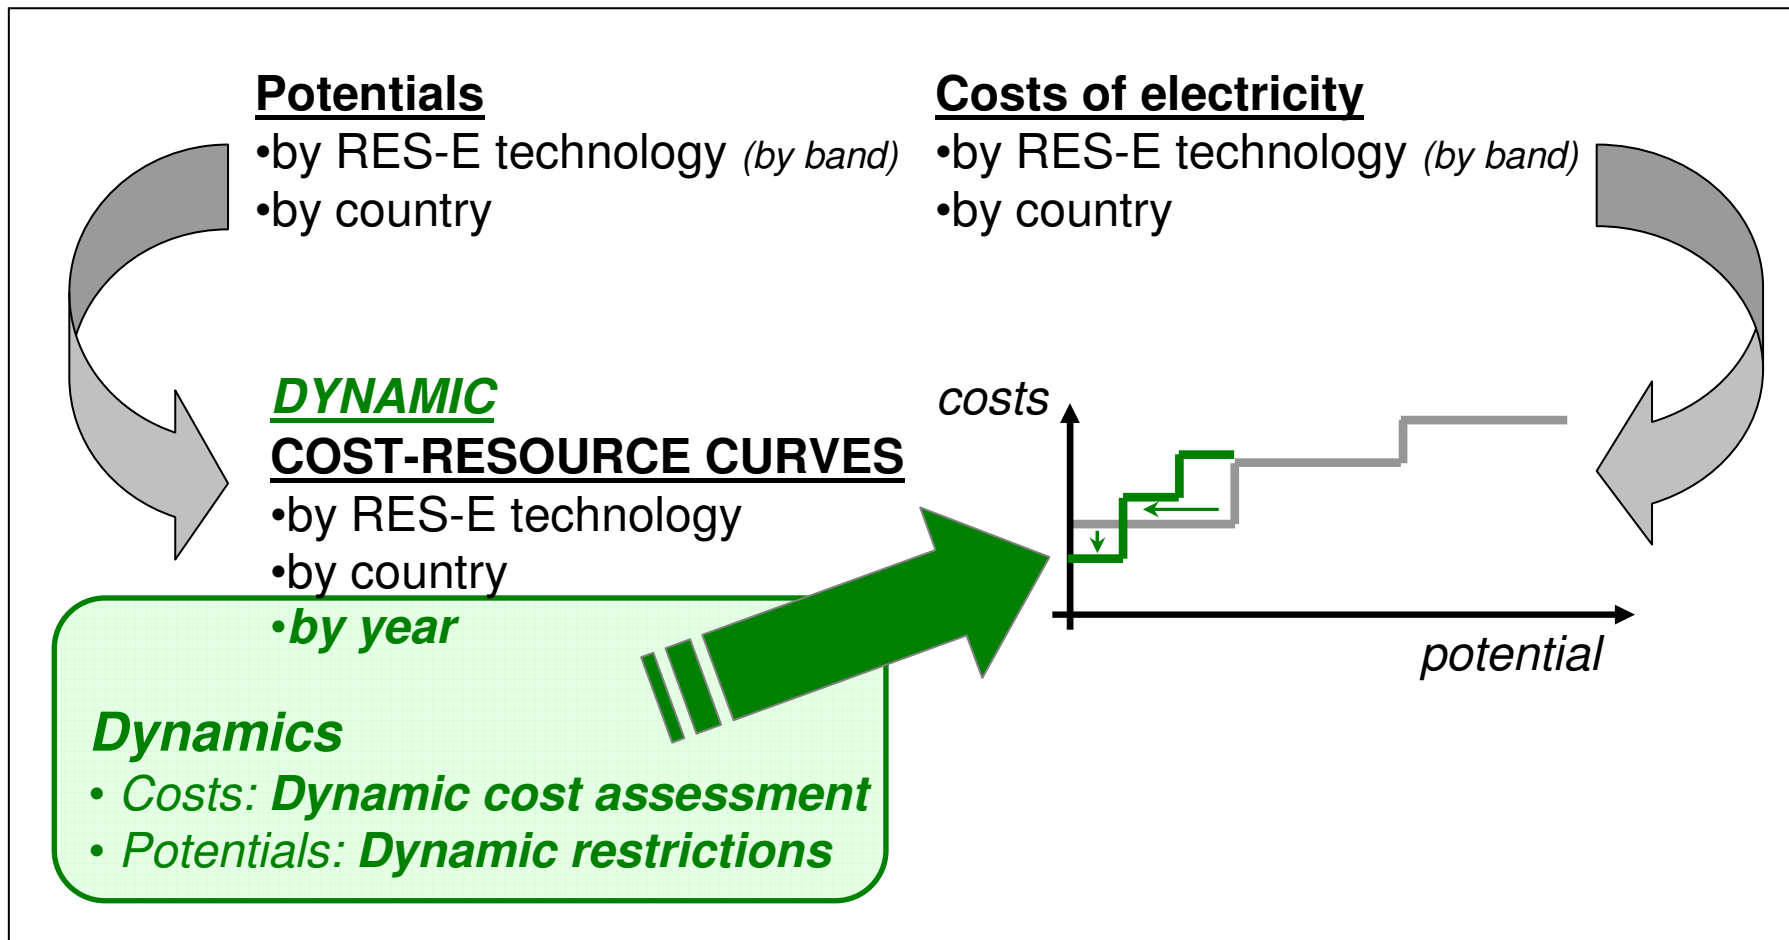 Potentials
•by RES-E technology (by band)
•by country
Costs of electricity
•by RES-E technology (by band)
•by country
DYNAMIC
COST-RESOURCE CURVES
•by RES-E technology
•by country
•by year
costs
potential
Dynamics
• Costs: Dynamic cost assessment
• Potentials: Dynamic restrictions